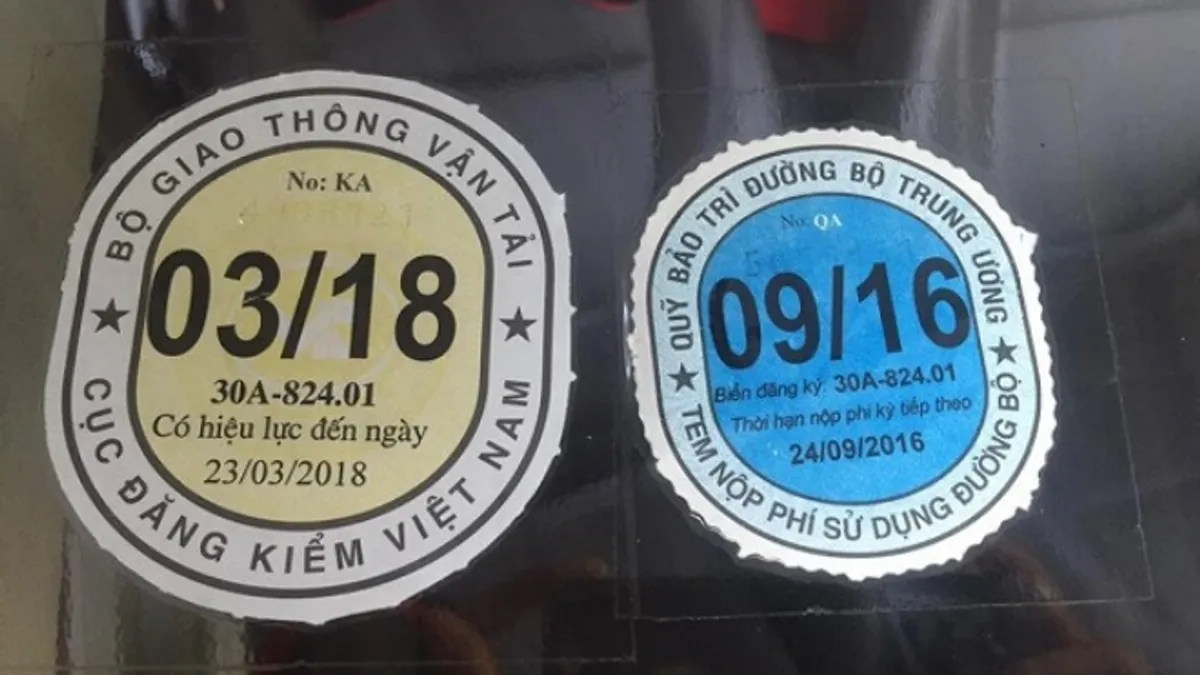 BỘ GIAO THÔNG VẬN TẢI
No: KA
03/18
30A-824.01
Có hiệu lực đến ngày
23/03/2018
★ CỤC ĐĂNG KIỂM VIỆT NAM ★
QUỸ BẢO TRÌ ĐƯỜNG BỘ TRUNG ƯƠNG
No: QA
09/16
Biển đăng ký: 30A-824.01
Thời hạn nộp phí kỳ tiếp theo
24/09/2016
★ TEM NỘP PHÍ SỬ DỤNG ĐƯỜNG BỘ ★